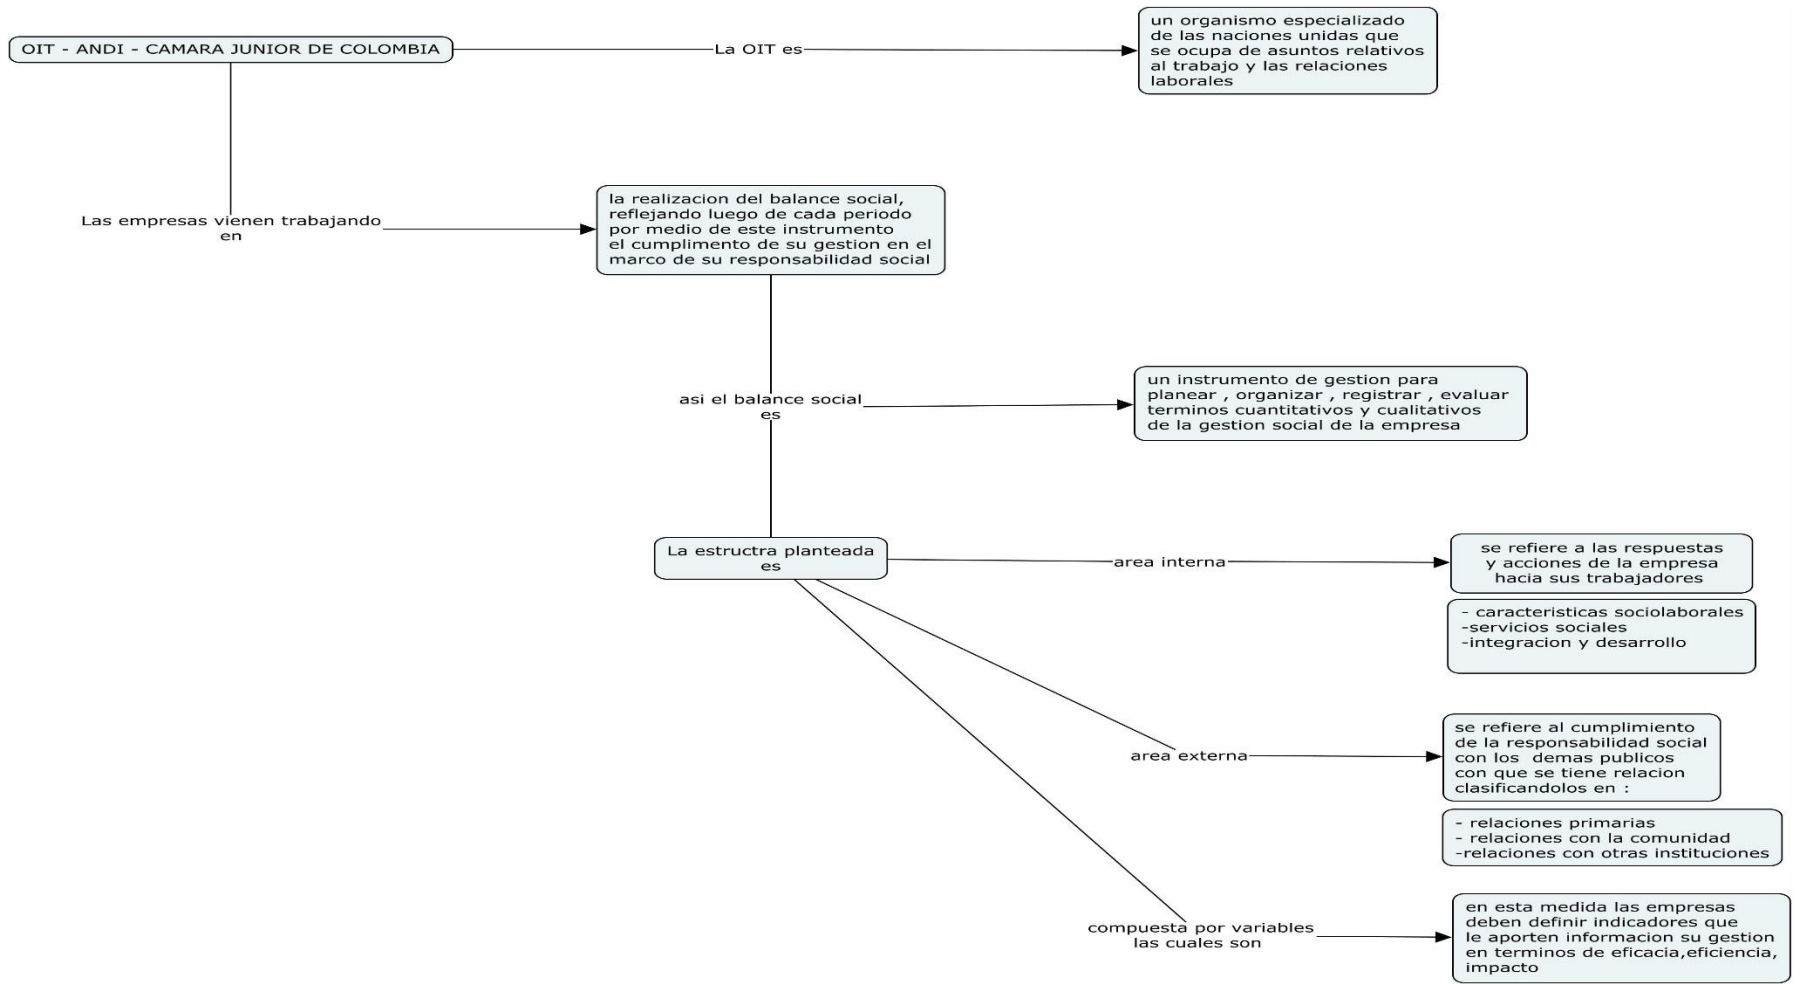 OIT - ANDI - CAMARA JUNIOR DE COLOMBIA
La OIT es
un organismo especializado
de las naciones unidas que
se ocupa de asuntos relativos
al trabajo y las relaciones
laborales
Las empresas vienen trabajando
en
la realizacion del balance social,
reflejando luego de cada periodo
por medio de este instrumento
el cumplimento de su gestion en el
marco de su responsabilidad social
asi el balance social
es
un instrumento de gestion para
planear , organizar , registrar , evaluar
terminos cuantitativos y cualitativos
de la gestion social de la empresa
La estructra planteada
es
area interna
se refiere a las respuestas
y acciones de la empresa
hacia sus trabajadores
- caracteristicas sociolaborales
-servicios sociales
-integracion y desarrollo
area externa
se refiere al cumplimiento
de la responsabilidad social
con los  demas publicos
con que se tiene relacion
clasificandolos en :
- relaciones primarias
- relaciones con la comunidad
-relaciones con otras instituciones
compuesta por variables
las cuales son
en esta medida las empresas
deben definir indicadores que
le aporten informacion su gestion
en terminos de eficacia,eficiencia,
impacto